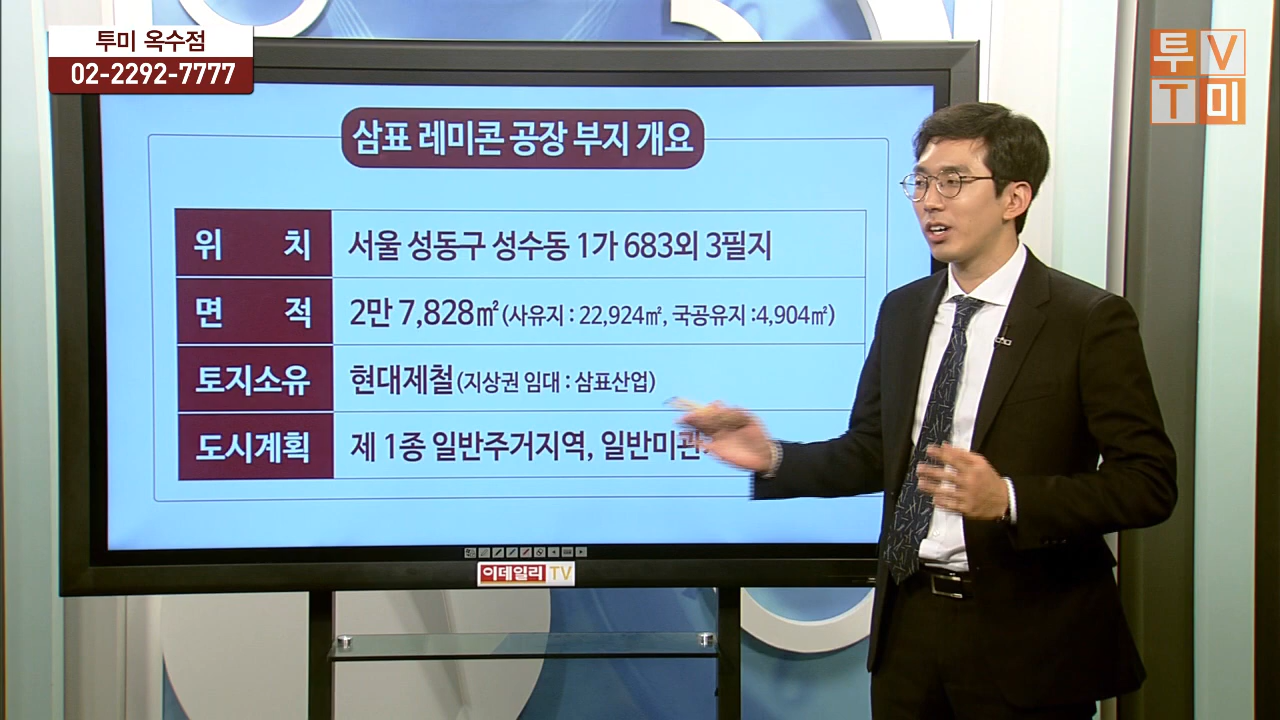 투미 옥수점
02-2292-7777
투V
T미
삼표 레미콘 공장 부지 개요
위 치
서울 성동구 성수동 1가 683외 3필지
면 적
2만 7,828㎡(사유지 : 22,924㎡, 국공유지 :4,904㎡)
토지소유
현대제철(지상권 임대 : 삼표산업)
도시계획
제 1종 일반주거지역, 일반미관
이데일리 TV